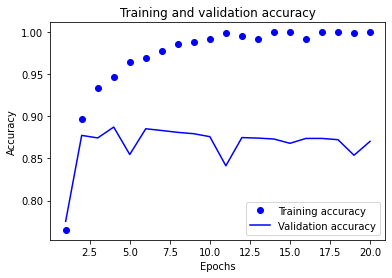 Training and validation accuracy
1.00
0.95
0.90
0.85
0.80
Accuracy
Training accuracy
Validation accuracy
2.5 5.0 7.5 10.0 12.5 15.0 17.5 20.0
Epochs